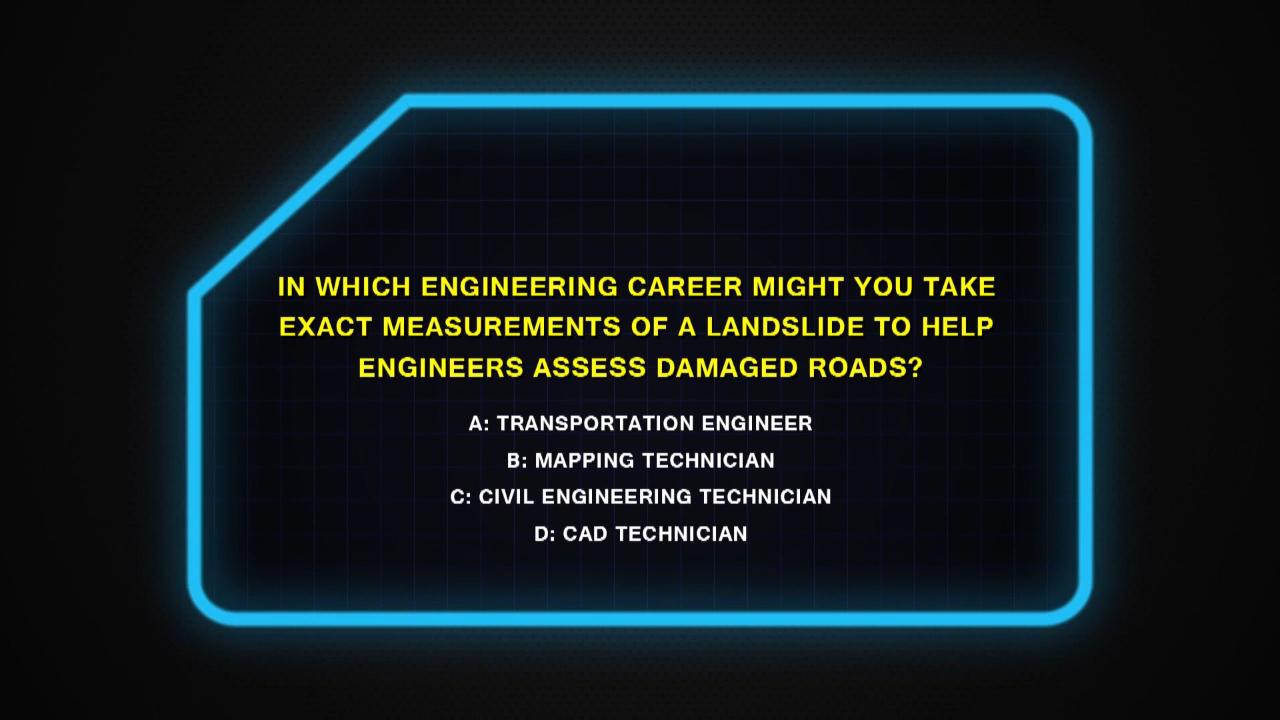 IN WHICH ENGINEERING CAREER MIGHT YOU TAKE
EXACT MEASUREMENTS OF A LANDSLIDE TO HELP
ENGINEERS ASSESS DAMAGED ROADS?
A: TRANSPORTATION ENGINEER
B: MAPPING TECHNICIAN
C: CIVIL ENGINEERING TECHNICIAN
D: CAD TECHNICIAN